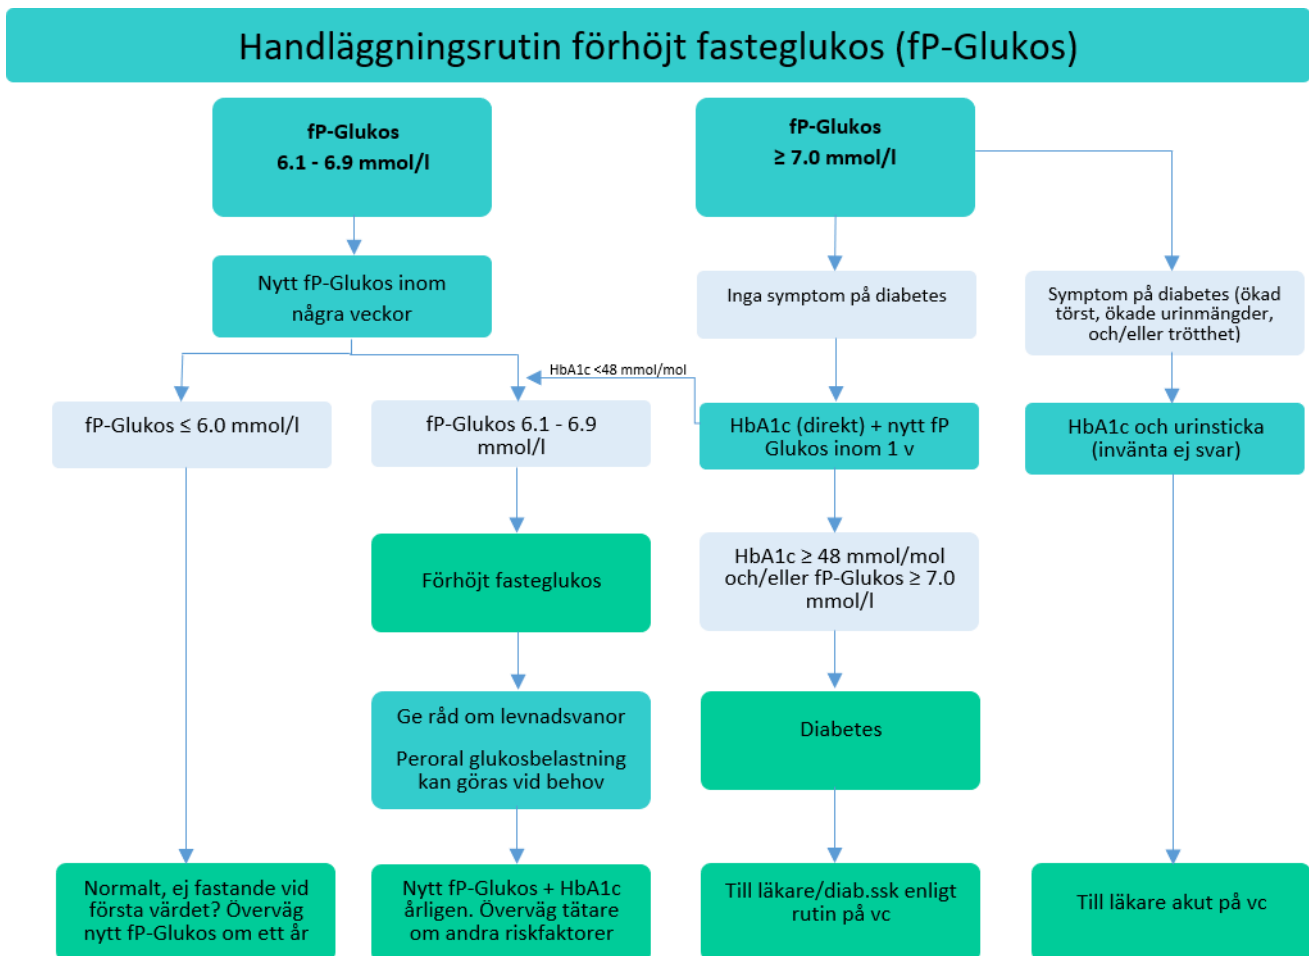 Handläggningsrutin förhöjt fasteglukos (fP-Glukos)
fP-Glukos
6.1 - 6.9 mmol/l
fP-Glukos
≥ 7.0 mmol/l
Nytt fP-Glukos inom
några veckor
Inga symptom på diabetes
Symptom på diabetes (ökad
törst, ökade urinmängder,
och/eller trötthet)
HbA1c <48 mmol/mol
fP-Glukos ≤ 6.0 mmol/l
fP-Glukos 6.1 - 6.9
mmol/l
HbA1c (direkt) + nytt fP
Glukos inom 1 v
HbA1c och urinsticka
(invänta ej svar)
Förhöjt fasteglukos
HbA1c ≥ 48 mmol/mol
och/eller fP-Glukos ≥ 7.0
mmol/l
Ge råd om levnadsvanor
Peroral glukosbelastning
kan göras vid behov
Diabetes
Normalt, ej fastande vid
första värdet? Överväg
nytt fP-Glukos om ett år
Nytt fP-Glukos + HbA1c
årligen. Överväg tätare
om andra riskfaktorer
Till läkare/diab.ssk enligt
rutin på vc
Till läkare akut på vc